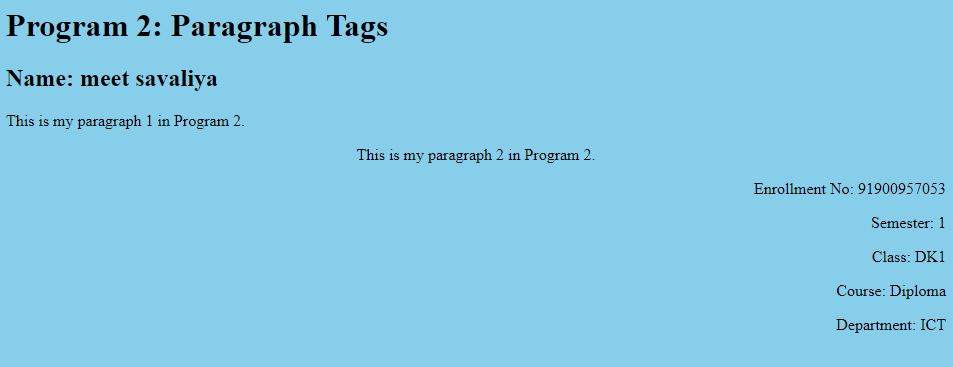 Program 2: Paragraph Tags
Name: meet savaliya
This is my paragraph 1 in Program 2.
This is my paragraph 2 in Program 2.
Enrollment No: 91900957053
Semester: 1
Class: DK1
Course: Diploma
Department: ICT